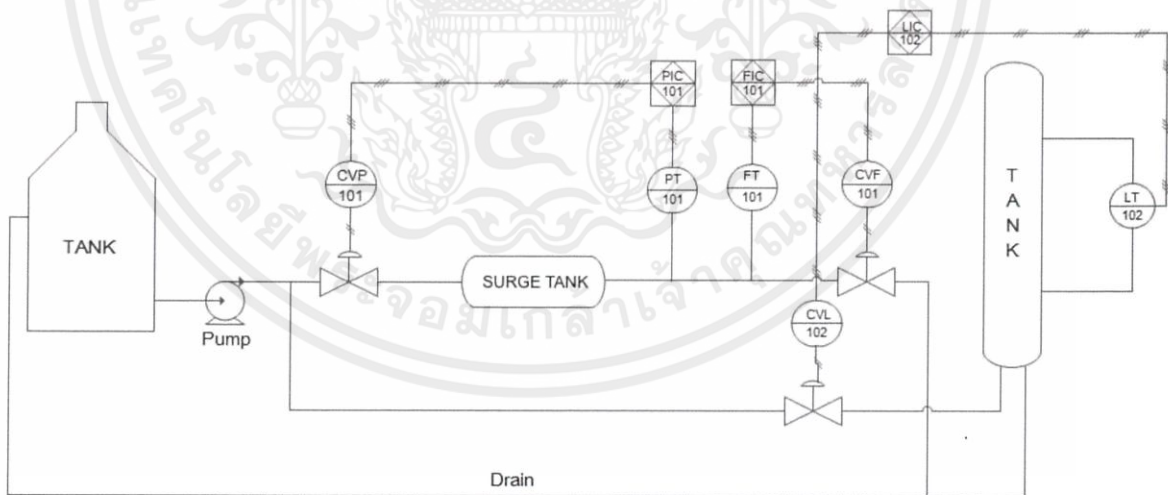 LIC
102
PIC
101
FIC
101
CVP
101
PT
101
FT
101
CVF
101
TANK
LT
102
TANK
SURGE TANK
Pump
CVL
102
Drain